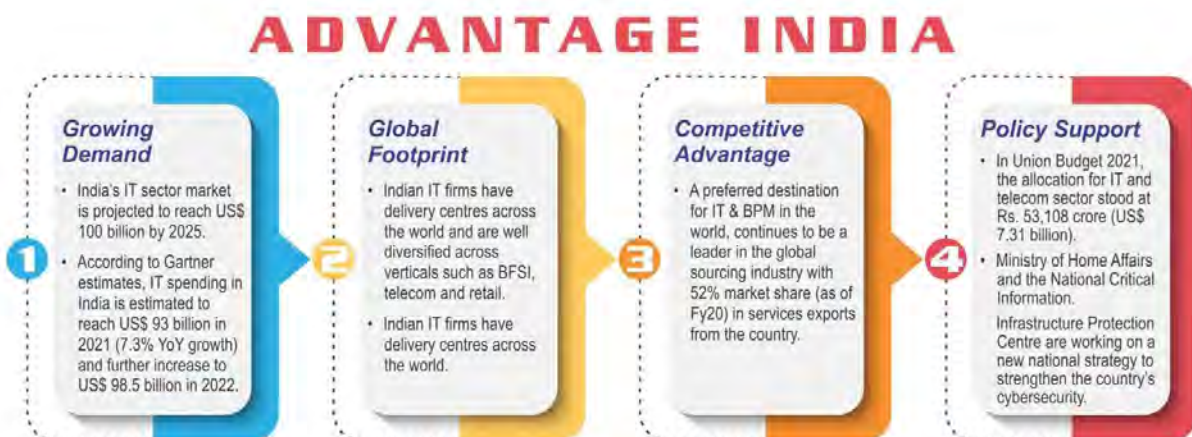 ADVANTAGE INDIA
1
Growing
Demand
• India's IT sector market
is projected to reach US$
100 billion by 2025.
• According to Gartner
estimates, IT spending in
India is estimated to
reach US$ 93 billion in
2021 (7.3% YoY growth)
and further increase to
US$ 98.5 billion in 2022.
2
Global
Footprint
• Indian IT firms have
delivery centres across
the world and are well
diversified across
verticals such as BFSI,
telecom and retail.
• Indian IT firms have
delivery centres across
the world.
3
Competitive
Advantage
• A preferred destination
for IT & BPM in the
world, continues to be a
leader in the global
sourcing industry with
52% market share (as of
Fy20) in services exports
from the country.
4
Policy Support
• In Union Budget 2021,
the allocation for IT and
telecom sector stood at
Rs. 53,108 crore (US$
7.31 billion).
• Ministry of Home Affairs
and the National Critical
Information.
Infrastructure Protection
Centre are working on a
new national strategy to
strengthen the country's
cybersecurity.